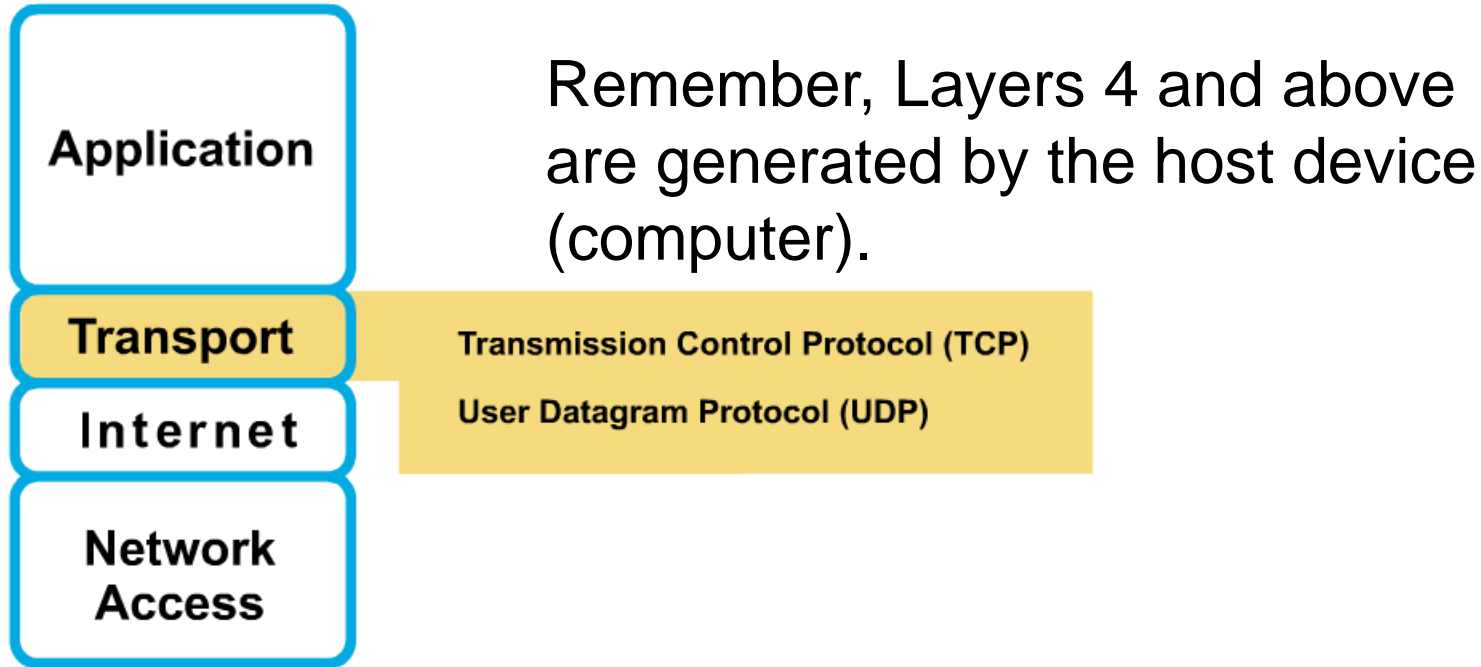 Application
Remember, Layers 4 and above
are generated by the host device
(computer).
Transport
Transmission Control Protocol (TCP)
User Datagram Protocol (UDP)
Internet
Network
Access